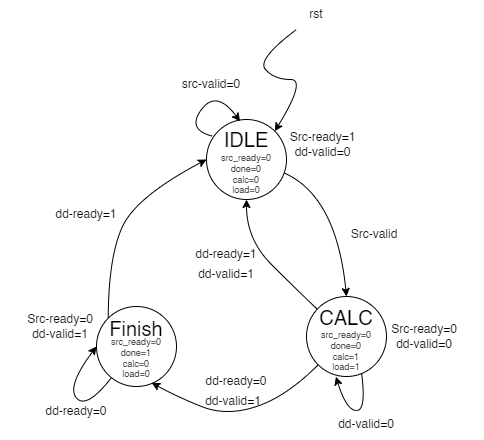 rst
src-valid=0
IDLE
src_ready=0
done=0
calc=0
load=0
Src-ready=1
dd-valid=0
dd-ready=1
Src-valid
dd-ready=1
dd-valid=1
Src-ready=0
dd-valid=1
Finish
src_ready=0
done=1
calc=0
load=0
CALC
src_ready=0
done=0
calc=1
load=1
Src-ready=0
dd-valid=0
dd-ready=0
dd-valid=1
dd-ready=0
dd-valid=0